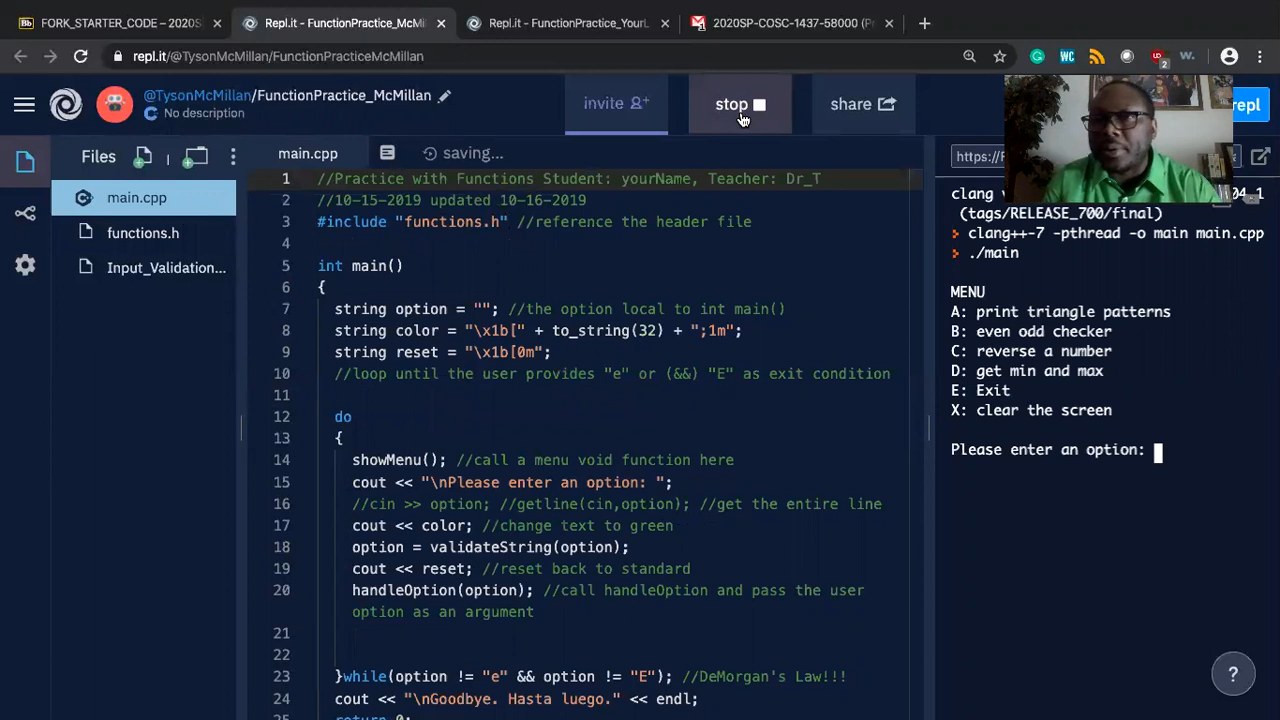 FORK_STARTER_CODE – 2020S
Repl.it - FunctionPractice_McMill
Repl.it - FunctionPractice_YourL
2020SP-COSC-1437-58000 (P
repl.it/@TysonMcMillan/FunctionPracticeMcMillan
@TysonMcMillan/FunctionPractice_McMillan
No description
invite
stop
share
repl
Files
main.cpp
saving...
https:/
main.cpp
functions.h
Input_Validation...
1 //Practice with Functions Student: yourName, Teacher: Dr_T
2 //10-15-2019 updated 10-16-2019
3 #include "functions.h" //reference the header file
4
5 int main()
6 {
7 string option = ""; //the option local to int main()
8 string color = "\x1b[" + to_string(32) + ";1m";
9 string reset = "\x1b[0m";
10 //loop until the user provides "e" or (&&) "E" as exit condition
11
12 do
13 {
14 showMenu(); //call a menu void function here
15 cout << "\nPlease enter an option: ";
16 //cin >> option; //getline(cin,option); //get the entire line
17 cout << color; //change text to green
18 option = validateString(option);
19 cout << reset; //reset back to standard
20 handleOption(option); //call handleOption and pass the user
option as an argument
21
22
23 }while(option != "e" && option != "E"); //DeMorgan's Law!!!
24 cout << "\nGoodbye. Hasta luego." << endl;
25 return 0;
clang v
(tags/RELEASE_700/final)
clang++-7 -pthread -o main main.cpp
./main
MENU
A: print triangle patterns
B: even odd checker
C: reverse a number
D: get min and max
E: Exit
X: clear the screen
Please enter an option:
?